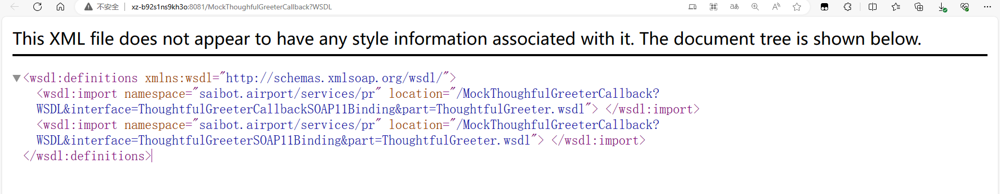 不安全 xz-b92s1ns9kh3o:8081/MockThoughfulGreeterCallback?WSDL
This XML file does not appear to have any style information associated with it. The document tree is shown below.
<wsdl:definitions xmlns:wsdl="http://schemas.xmlsoap.org/wsdl/">
<wsdl:import namespace="saibot.airport/services/pr" location="/MockThoughfulGreeterCallback?
WSDL&interface=ThoughtfulGreeterCallbackSOAP11Binding&part=ThoughtfulGreeter.wsdl"> </wsdl:import>
<wsdl:import namespace="saibot.airport/services/pr" location="/MockThoughfulGreeterCallback?
WSDL&interface=ThoughtfulGreeterSOAP11Binding&part=ThoughtfulGreeter.wsdl"> </wsdl:import>
</wsdl:definitions>